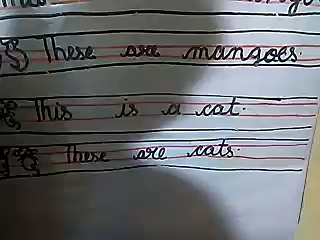 These are mangoes.
This is a cat.
These are cats.